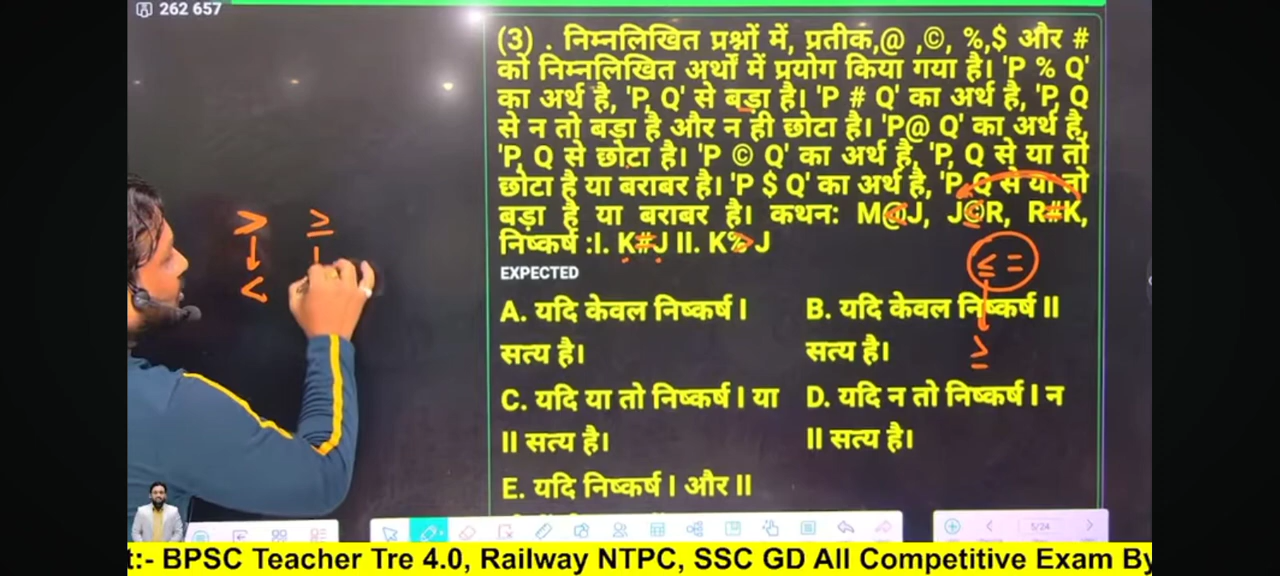 262 657
(3) . निम्नलिखित प्रश्नों में, प्रतीक,@ ,©, %,$ और #
को निम्नलिखित अर्थों में प्रयोग किया गया है। 'P % Q'
का अर्थ है, 'P, Q' से बड़ा है। 'P # Q' का अर्थ है, 'P, Q
से न तो बड़ा है और न ही छोटा है। 'P@ Q' का अर्थ है,
'P, Q से छोटा है। 'P © Q' का अर्थ है, 'P, Q से या तो
छोटा है या बराबर है। 'P $ Q' का अर्थ है, 'P, Q से या तो
बड़ा है या बराबर है। कथन: M@J, J©R, R#K,
निष्कर्ष :I. K#J II. K%J
EXPECTED
> ≥
<
≤ =
≥
A. यदि केवल निष्कर्ष I
सत्य है।
B. यदि केवल निष्कर्ष II
सत्य है।
C. यदि या तो निष्कर्ष I या
II सत्य है।
D. यदि न तो निष्कर्ष I न
II सत्य है।
E. यदि निष्कर्ष I और II
5/24
t:- BPSC Teacher Tre 4.0, Railway NTPC, SSC GD All Competitive Exam By